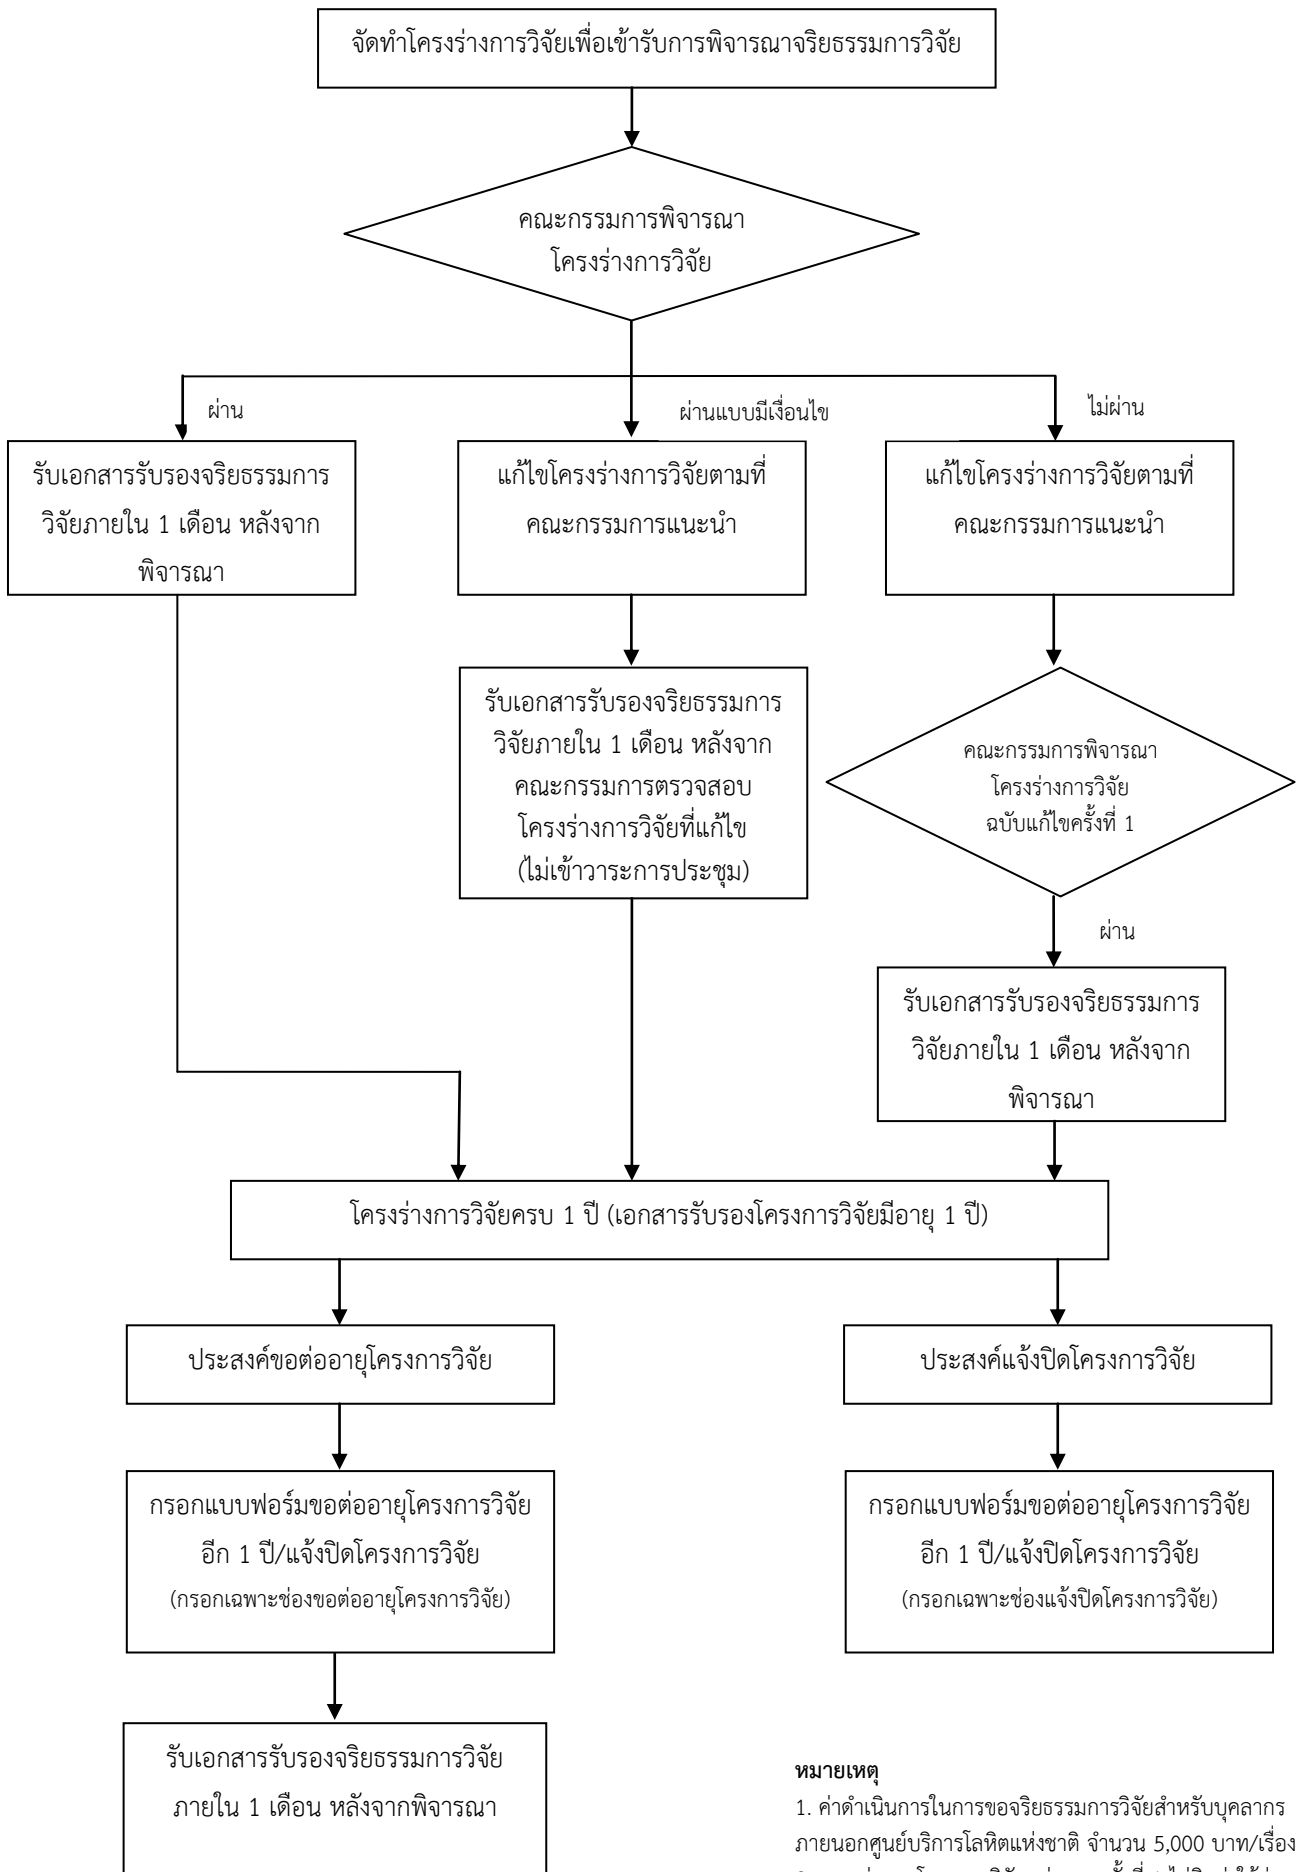 จัดทำโครงร่างการวิจัยเพื่อเข้ารับการพิจารณาจริยธรรมการวิจัย
คณะกรรมการพิจารณา
โครงร่างการวิจัย
ผ่าน
ผ่านแบบมีเงื่อนไข
ไม่ผ่าน
รับเอกสารรับรองจริยธรรมการ
วิจัยภายใน 1 เดือน หลังจาก
พิจารณา
แก้ไขโครงร่างการวิจัยตามที่
คณะกรรมการแนะนำ
แก้ไขโครงร่างการวิจัยตามที่
คณะกรรมการแนะนำ
รับเอกสารรับรองจริยธรรมการ
วิจัยภายใน 1 เดือน หลังจาก
คณะกรรมการตรวจสอบ
โครงร่างการวิจัยที่แก้ไข
(ไม่เข้าวาระการประชุม)
คณะกรรมการพิจารณา
โครงร่างการวิจัย
ฉบับแก้ไขครั้งที่ 1
ผ่าน
รับเอกสารรับรองจริยธรรมการ
วิจัยภายใน 1 เดือน หลังจาก
พิจารณา
โครงร่างการวิจัยครบ 1 ปี (เอกสารรับรองโครงการวิจัยมีอายุ 1 ปี)
ประสงค์ขอต่ออายุโครงการวิจัย
ประสงค์แจ้งปิดโครงการวิจัย
กรอกแบบฟอร์มขอต่ออายุโครงการวิจัย
อีก 1 ปี/แจ้งปิดโครงการวิจัย
(กรอกเฉพาะช่องขอต่ออายุโครงการวิจัย)
กรอกแบบฟอร์มขอต่ออายุโครงการวิจัย
อีก 1 ปี/แจ้งปิดโครงการวิจัย
(กรอกเฉพาะช่องแจ้งปิดโครงการวิจัย)
รับเอกสารรับรองจริยธรรมการวิจัย
ภายใน 1 เดือน หลังจากพิจารณา
หมายเหตุ
1. ค่าดำเนินการในการขอจริยธรรมการวิจัยสำหรับบุคลากร
ภายนอกศูนย์บริการโลหิตแห่งชาติ จำนวน 5,000 บาท/เรื่อง